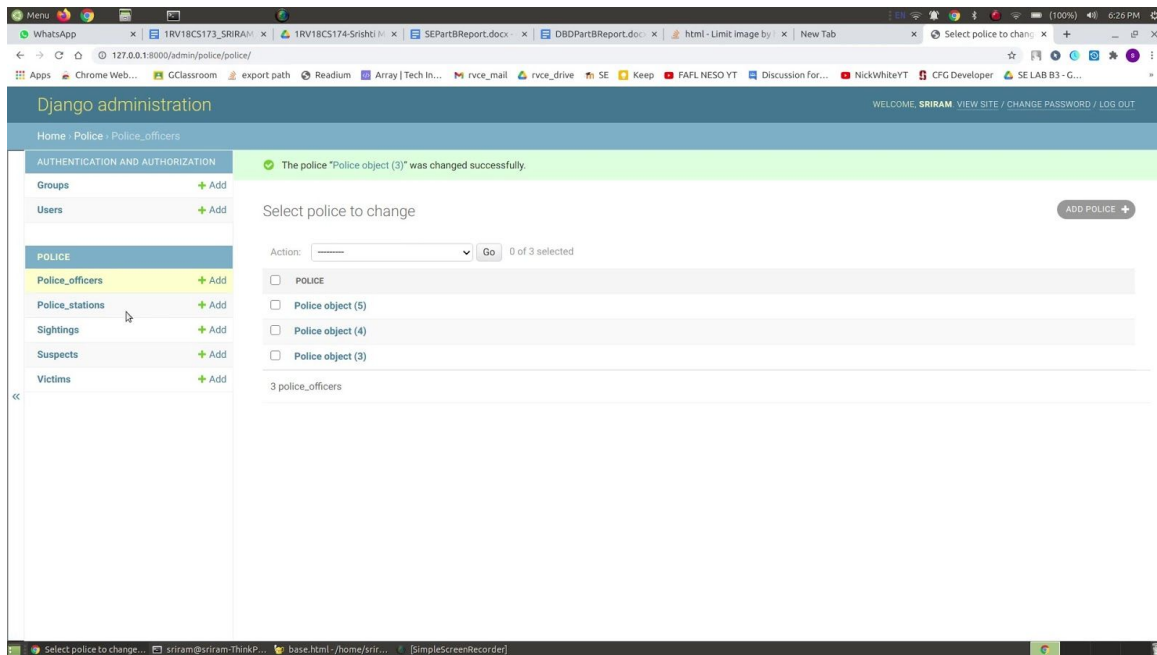 Menu
EN
(100%)
6:26 PM
WhatsApp
1RV18CS173_SRIRAM
1RV18CS174-Srishti M
SEPartBReport.docx -
DBDPartBReport.doc
html - Limit image by
New Tab
Select police to chang
127.0.0.1:8000/admin/police/police/
Apps
Chrome Web...
GClassroom
export path
Readium
Array | Tech In...
rvce_mail
rvce_drive
SE
Keep
FAFL NESO YT
Discussion for...
NickWhiteYT
CFG Developer
SE LAB B3 - G...
»
Django administration
WELCOME, SRIRAM. VIEW SITE / CHANGE PASSWORD / LOG OUT
Home › Police › Police_officers
AUTHENTICATION AND AUTHORIZATION
Groups + Add
Users + Add
POLICE
Police_officers + Add
Police_stations + Add
Sightings + Add
Suspects + Add
Victims + Add
«
The police “Police object (3)” was changed successfully.
Select police to change
ADD POLICE +
Action: --------- Go 0 of 3 selected
POLICE
Police object (5)
Police object (4)
Police object (3)
3 police_officers
Select police to change...
sriram@sriram-ThinkP...
base.html - /home/srir...
[SimpleScreenRecorder]